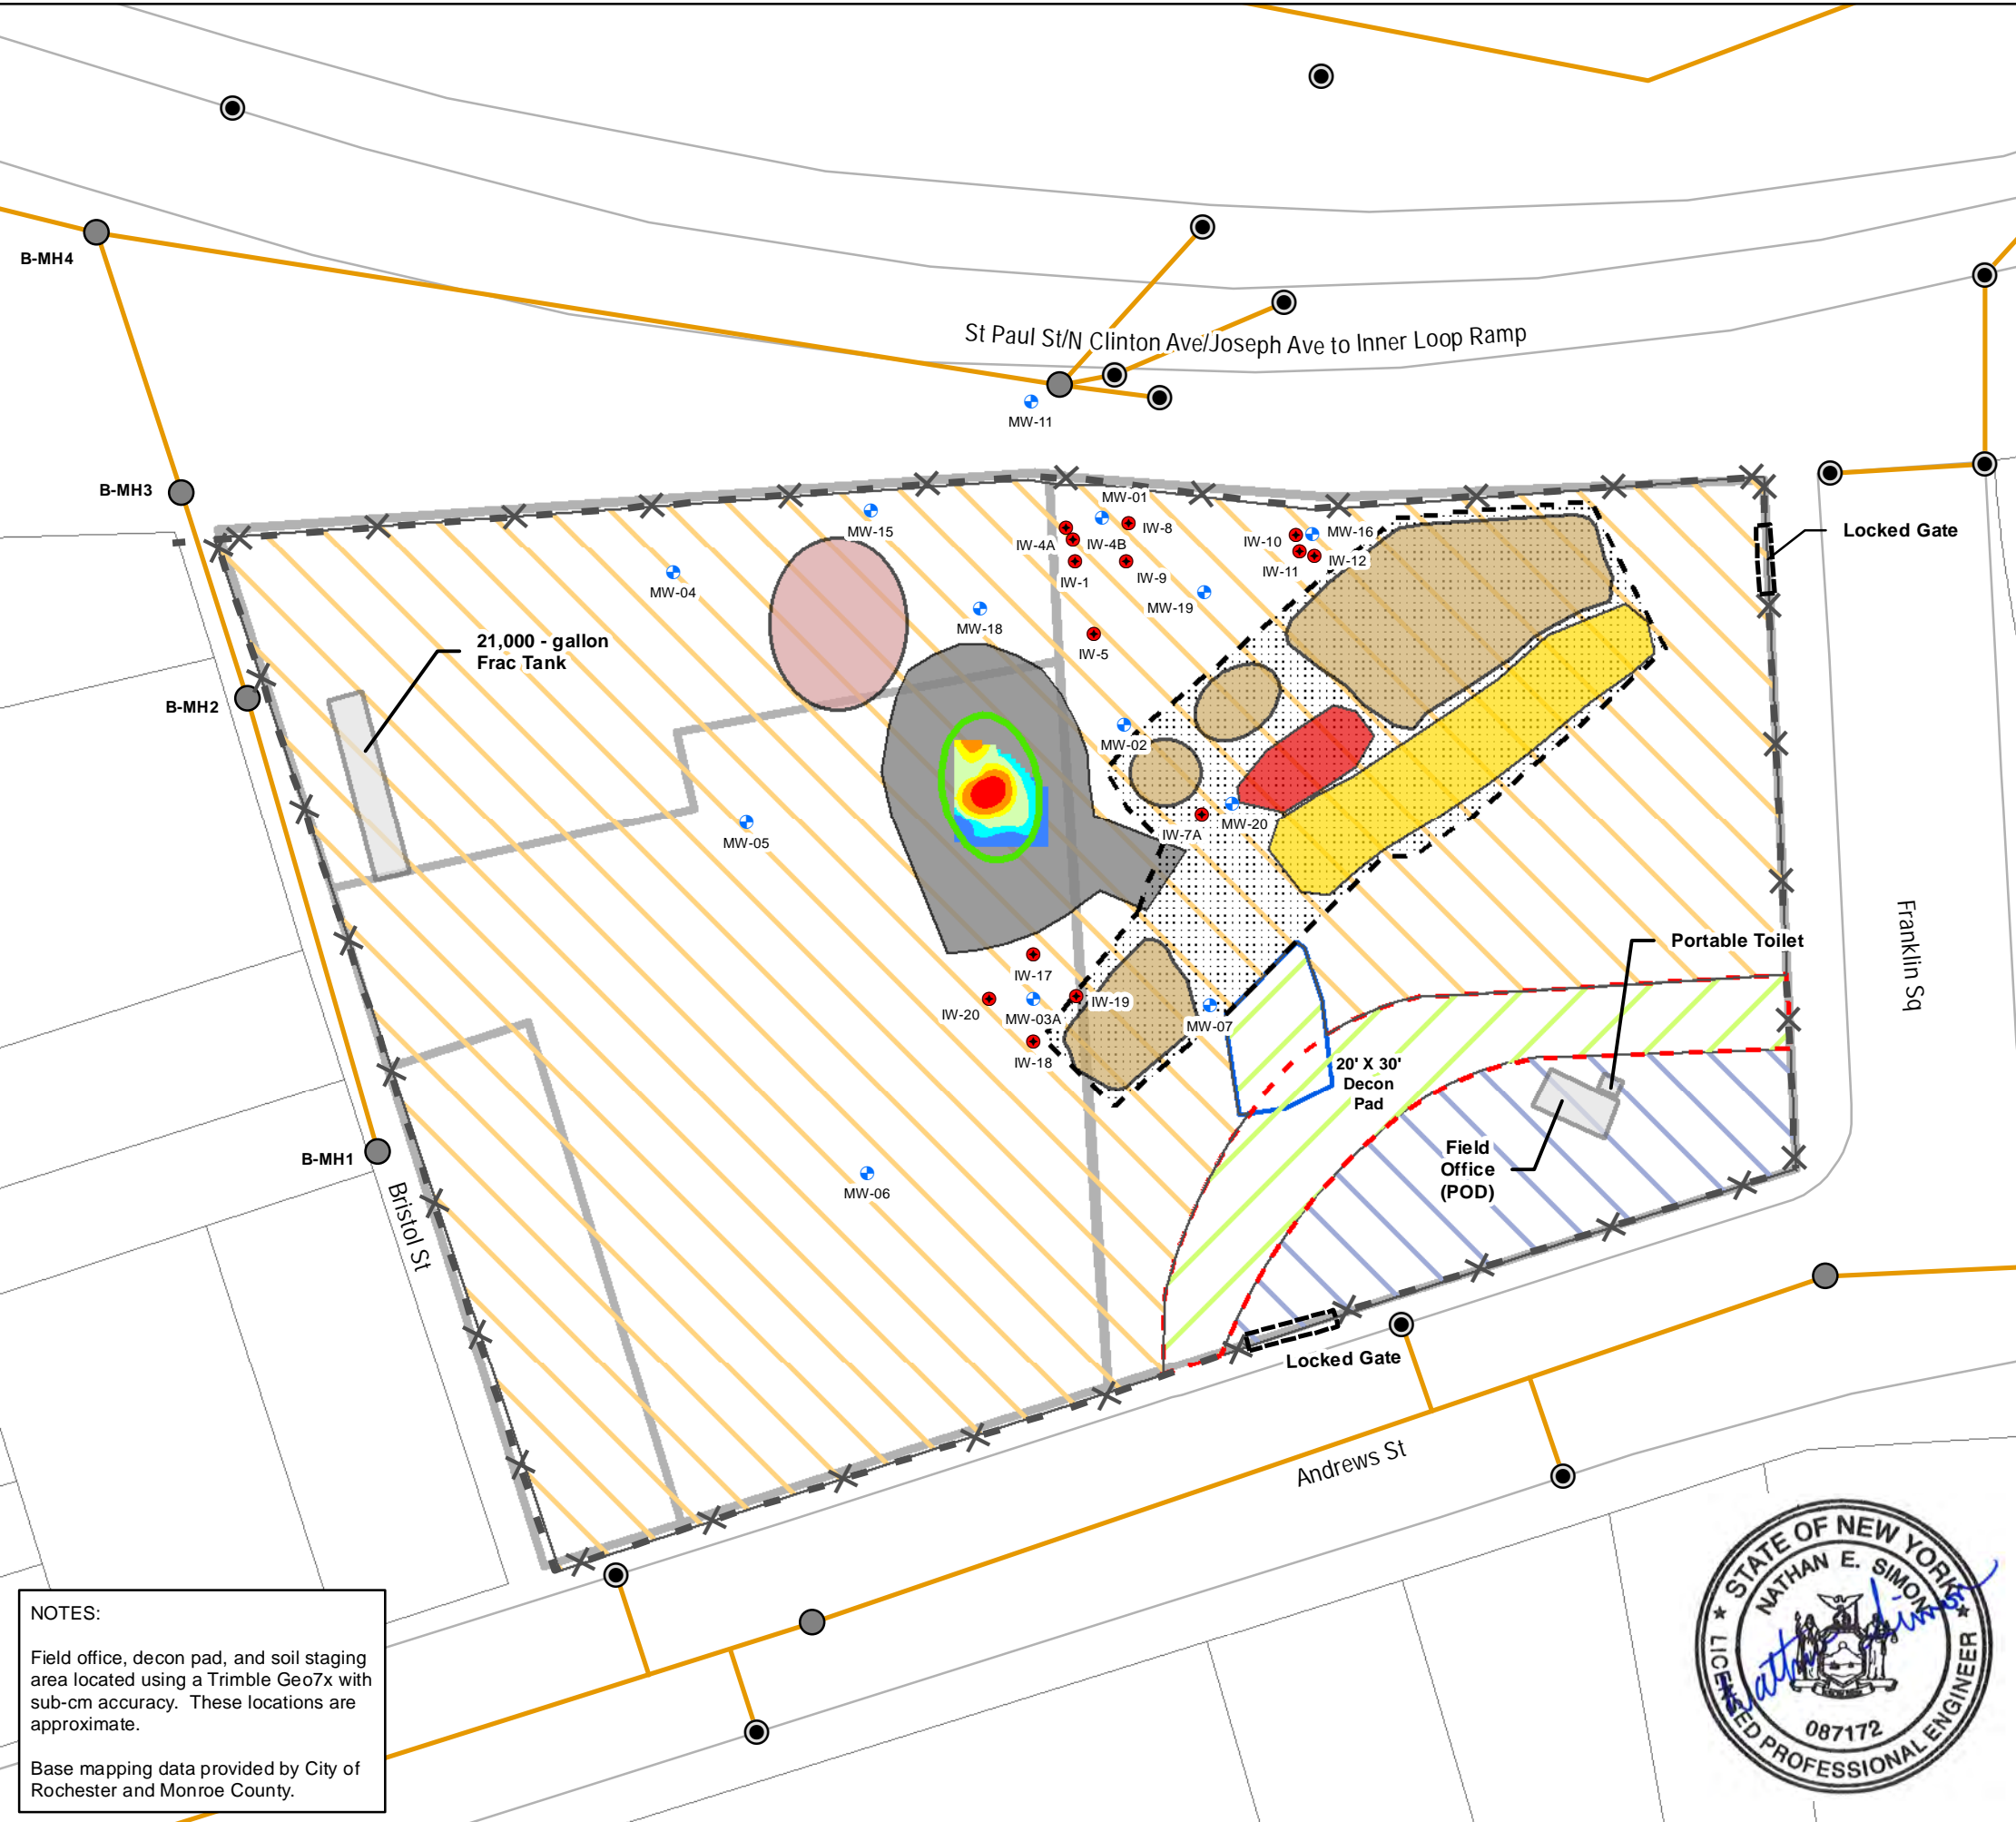 B-MH4
St Paul St/N Clinton Ave/Joseph Ave to Inner Loop Ramp
MW-11
B-MH3
MW-01
MW-15
IW-8
IW-4A
IW-4B
IW-10
MW-16
Locked Gate
IW-1
IW-9
IW-11
IW-12
MW-04
MW-19
MW-18
21,000 - gallon
Frac Tank
IW-5
B-MH2
MW-02
MW-05
IW-7A
MW-20
Franklin Sq
Portable Toilet
IW-17
IW-20
MW-03A
IW-19
MW-07
IW-18
20' X 30'
Decon
Pad
Field
Office
(POD)
B-MH1
Bristol St
MW-06
Locked Gate
Andrews St
NOTES:
Field office, decon pad, and soil staging
area located using a Trimble Geo7x with
sub-cm accuracy.  These locations are
approximate.
Base mapping data provided by City of
Rochester and Monroe County.
STATE OF NEW YORK
NATHAN E. SIMON
Nathan Simon
087172
LICENSED PROFESSIONAL ENGINEER